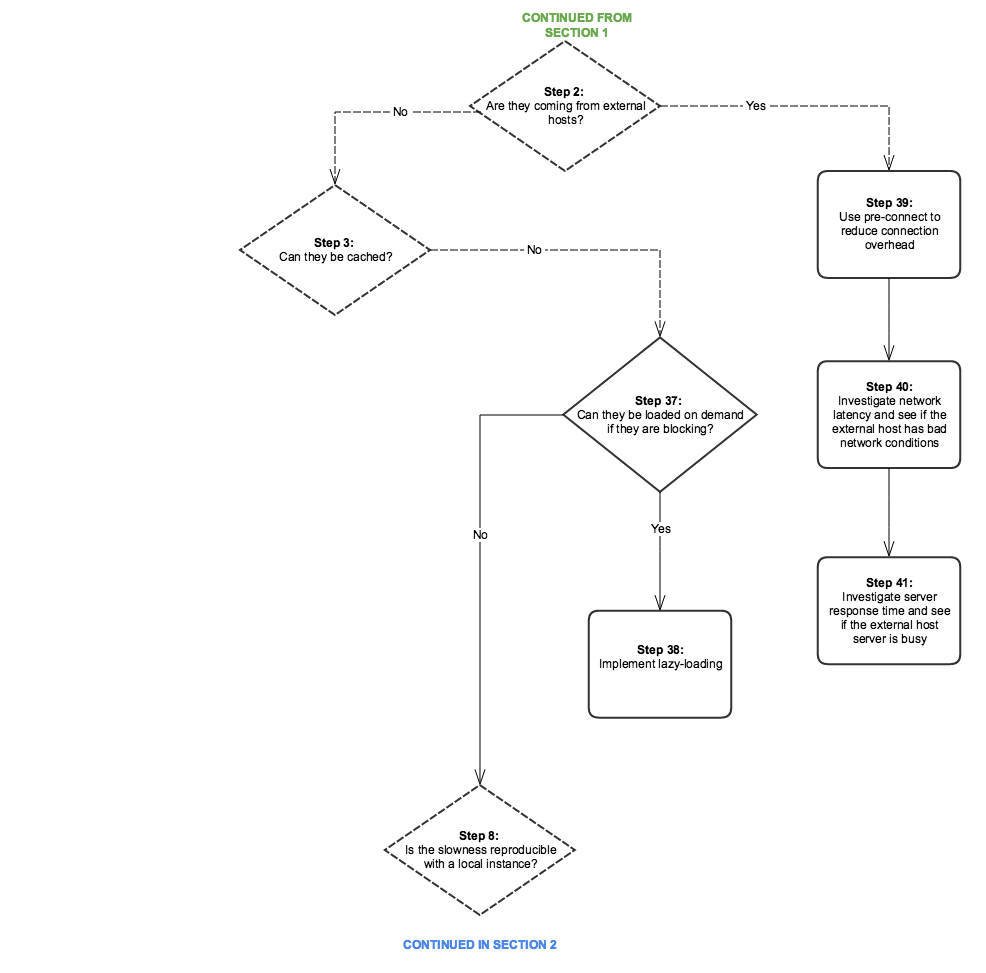 CONTINUED FROM
SECTION 1
Step 2:
Are they coming from external
hosts?
No
Yes
Step 39:
Use pre-connect to
reduce connection
overhead
Step 3:
Can they be cached?
No
Step 37:
Can they be loaded on demand
if they are blocking?
Step 40:
Investigate network
latency and see if the
external host has bad
network conditions
No
Yes
Step 41:
Investigate server
response time and see
if the external host
server is busy
Step 38:
Implement lazy-loading
Step 8:
Is the slowness reproducible
with a local instance?
CONTINUED IN SECTION 2